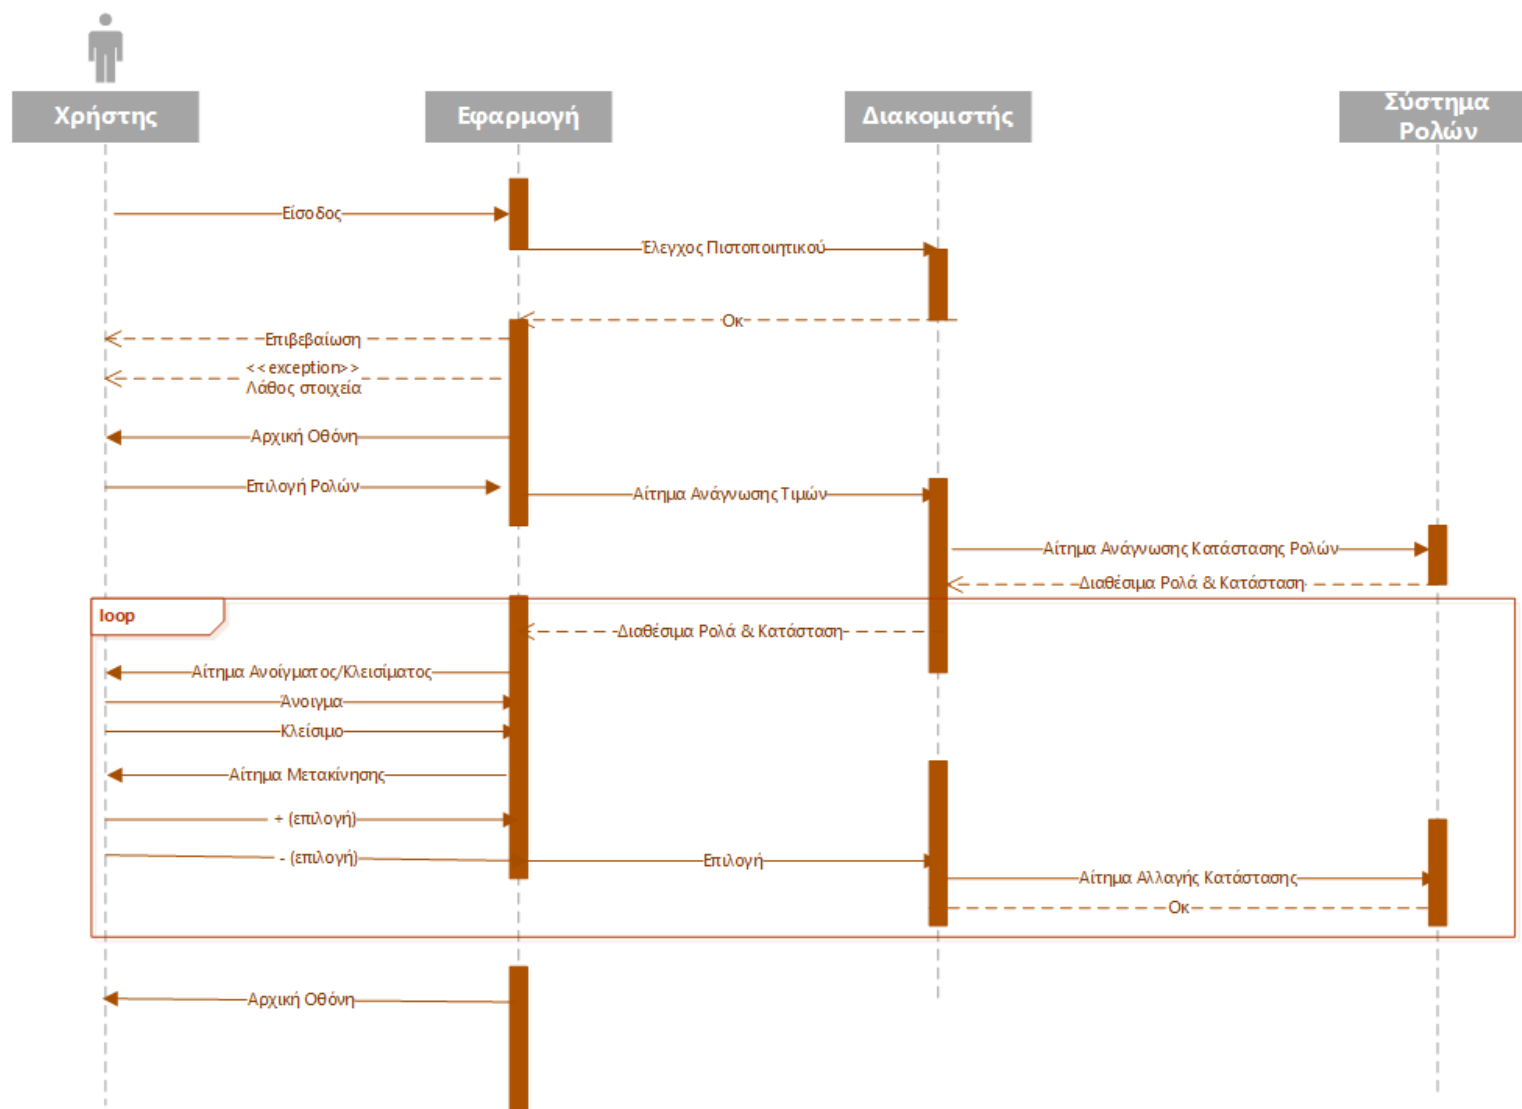 Χρήστης
Εφαρμογή
Διακομιστής
Σύστημα
Ρολών
Είσοδος
Έλεγχος Πιστοποιητικού
Οκ
Επιβεβαίωση
<<exception>>
Λάθος στοιχεία
Αρχική Οθόνη
Επιλογή Ρολών
Αίτημα Ανάγνωσης Τιμών
Αίτημα Ανάγνωσης Κατάστασης Ρολών
Διαθέσιμα Ρολά & Κατάσταση
loop
Διαθέσιμα Ρολά & Κατάσταση
Αίτημα Ανοίγματος/Κλεισίματος
Άνοιγμα
Κλείσιμο
Αίτημα Μετακίνησης
+ (επιλογή)
- (επιλογή)
Επιλογή
Αίτημα Αλλαγής Κατάστασης
Οκ
Αρχική Οθόνη